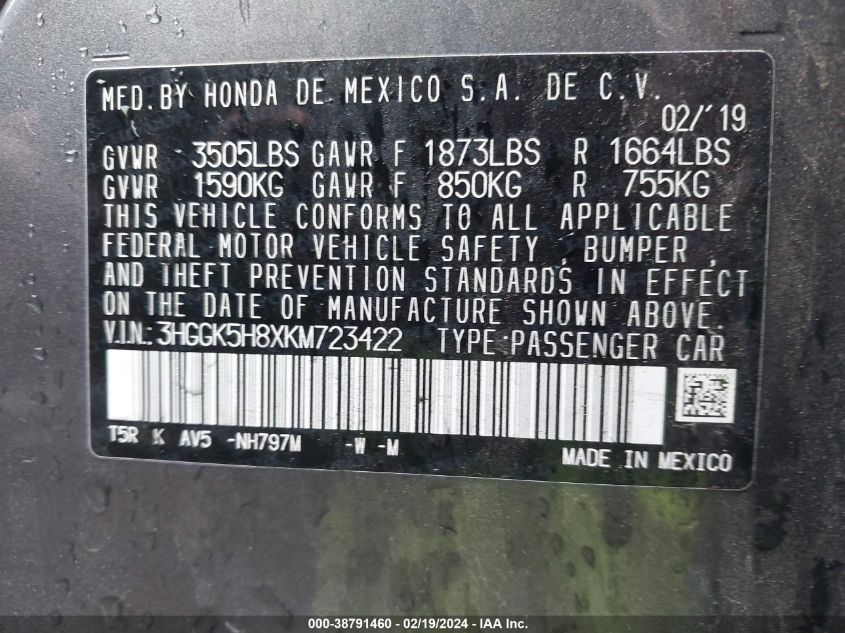 MFD. BY HONDA DE MEXICO S.A. DE C.V.
02/'19
GVWR 3505LBS GAWR F 1873LBS R 1664LBS
GVWR 1590KG GAWR F 850KG R 755KG
THIS VEHICLE CONFORMS TO ALL APPLICABLE
FEDERAL MOTOR VEHICLE SAFETY , BUMPER ,
AND THEFT PREVENTION STANDARDS IN EFFECT
ON THE DATE OF MANUFACTURE SHOWN ABOVE.
V.I.N.: 3HGGK5H8XKM723422 TYPE:PASSENGER CAR
T5R K AV5 -NH797M -W -M
MADE IN MEXICO
000-38791460 - 02/19/2024 - IAA